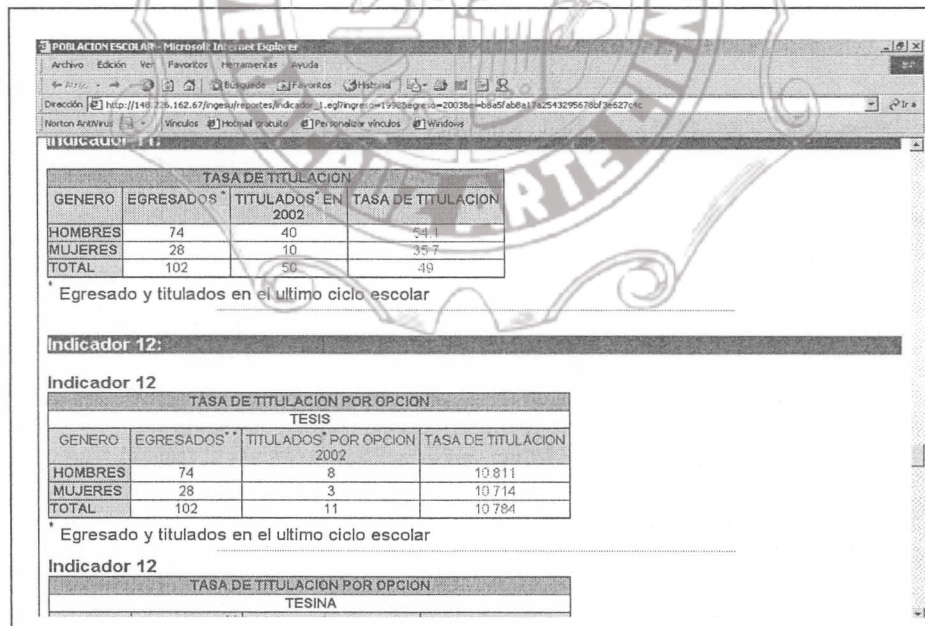 POBLACION ESCOLAR - Microsoft Internet Explorer
Archivo Edición Ver Favoritos Herramientas Ayuda
Búsqueda Favoritos Historial
Dirección Ir a
Norton AntiVirus Vínculos Hotmail gratuito Personalizar vínculos Windows
Indicador 11:
TASA DE TITULACION
GENERO EGRESADOS* TITULADOS* EN 2002 TASA DE TITULACION
HOMBRES 74 40 54.1
MUJERES 28 10 35.7
TOTAL 102 50 49
* Egresado y titulados en el ultimo ciclo escolar
Indicador 12:
Indicador 12
TASA DE TITULACION POR OPCION
TESIS
GENERO EGRESADOS** TITULADOS* POR OPCION 2002 TASA DE TITULACION
HOMBRES 74 8 10.811
MUJERES 28 3 10.714
TOTAL 102 11 10.784
* Egresado y titulados en el ultimo ciclo escolar
Indicador 12
TASA DE TITULACION POR OPCION
TESINA